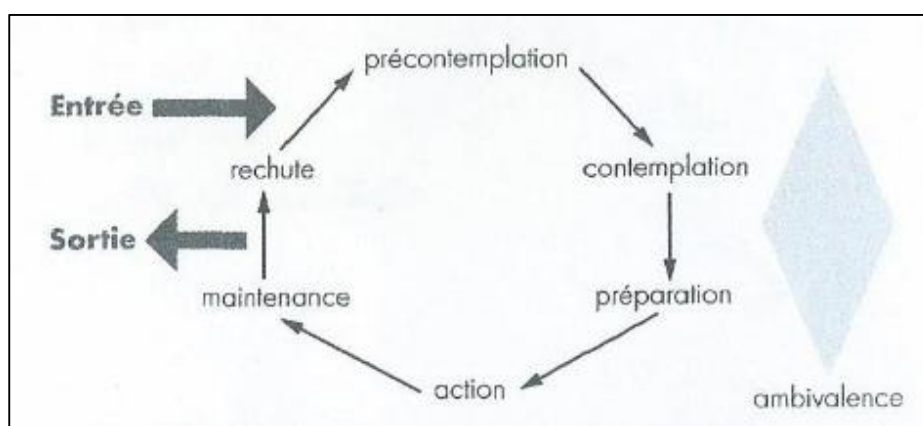 précontemplation
Entrée
rechute
contemplation
Sortie
maintenance
préparation
action
ambivalence